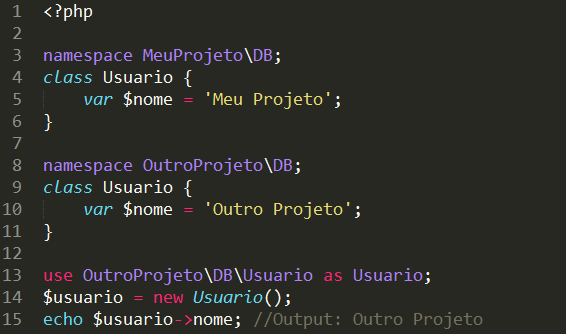 1 <?php
2
3 namespace MeuProjeto\DB;
4 class Usuario {
5     var $nome = 'Meu Projeto';
6 }
7
8 namespace OutroProjeto\DB;
9 class Usuario {
10     var $nome = 'Outro Projeto';
11 }
12
13 use OutroProjeto\DB\Usuario as Usuario;
14 $usuario = new Usuario();
15 echo $usuario->nome; //Output: Outro Projeto